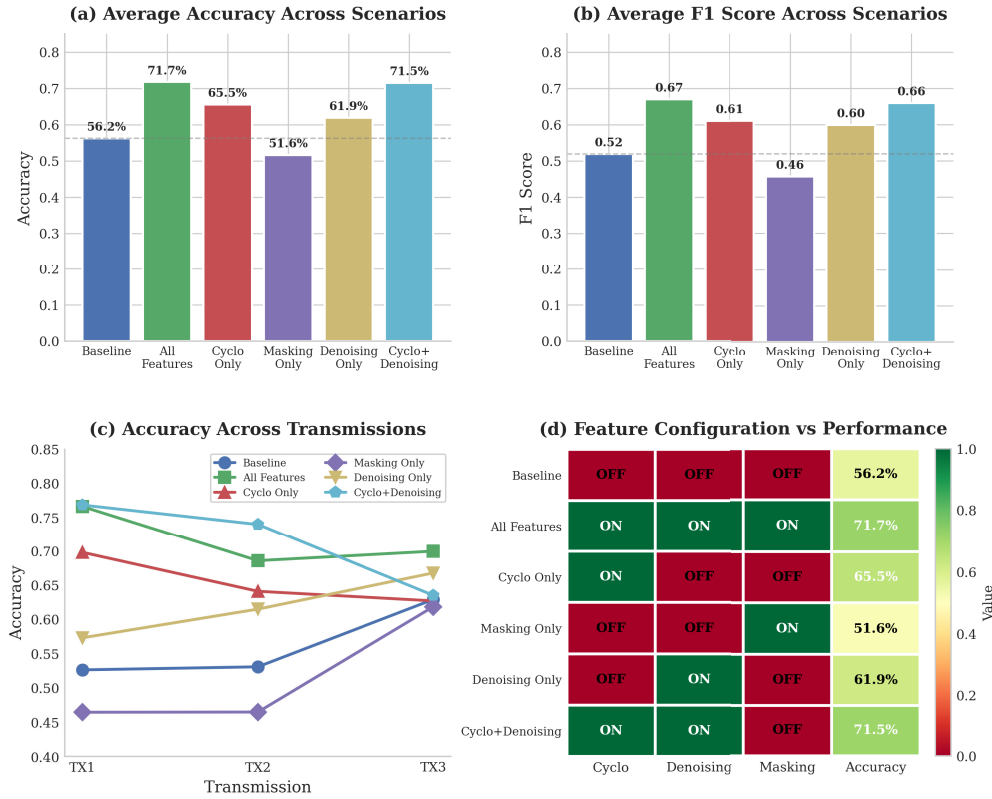 (a) Average Accuracy Across Scenarios
Accuracy
0.8
0.7
0.6
0.5
0.4
0.3
0.2
0.1
0.0
56.2%
71.7%
65.5%
51.6%
61.9%
71.5%
Baseline
All
Features
Cyclo
Only
Masking
Only
Denoising
Only
Cyclo+
Denoising
(b) Average F1 Score Across Scenarios
F1 Score
0.8
0.7
0.6
0.5
0.4
0.3
0.2
0.1
0.0
0.52
0.67
0.61
0.46
0.60
0.66
Baseline
All
Features
Cyclo
Only
Masking
Only
Denoising
Only
Cyclo+
Denoising
(c) Accuracy Across Transmissions
Accuracy
0.85
0.80
0.75
0.70
0.65
0.60
0.55
0.50
0.45
0.40
Baseline
All Features
Cyclo Only
Masking Only
Denoising Only
Cyclo+Denoising
TX1
TX2
TX3
Transmission
(d) Feature Configuration vs Performance
Baseline OFF OFF OFF 56.2%
All Features ON ON ON 71.7%
Cyclo Only ON OFF OFF 65.5%
Masking Only OFF OFF ON 51.6%
Denoising Only OFF ON OFF 61.9%
Cyclo+Denoising ON ON OFF 71.5%
Cyclo Denoising Masking Accuracy
1.0
0.8
0.6
0.4
0.2
0.0
Value